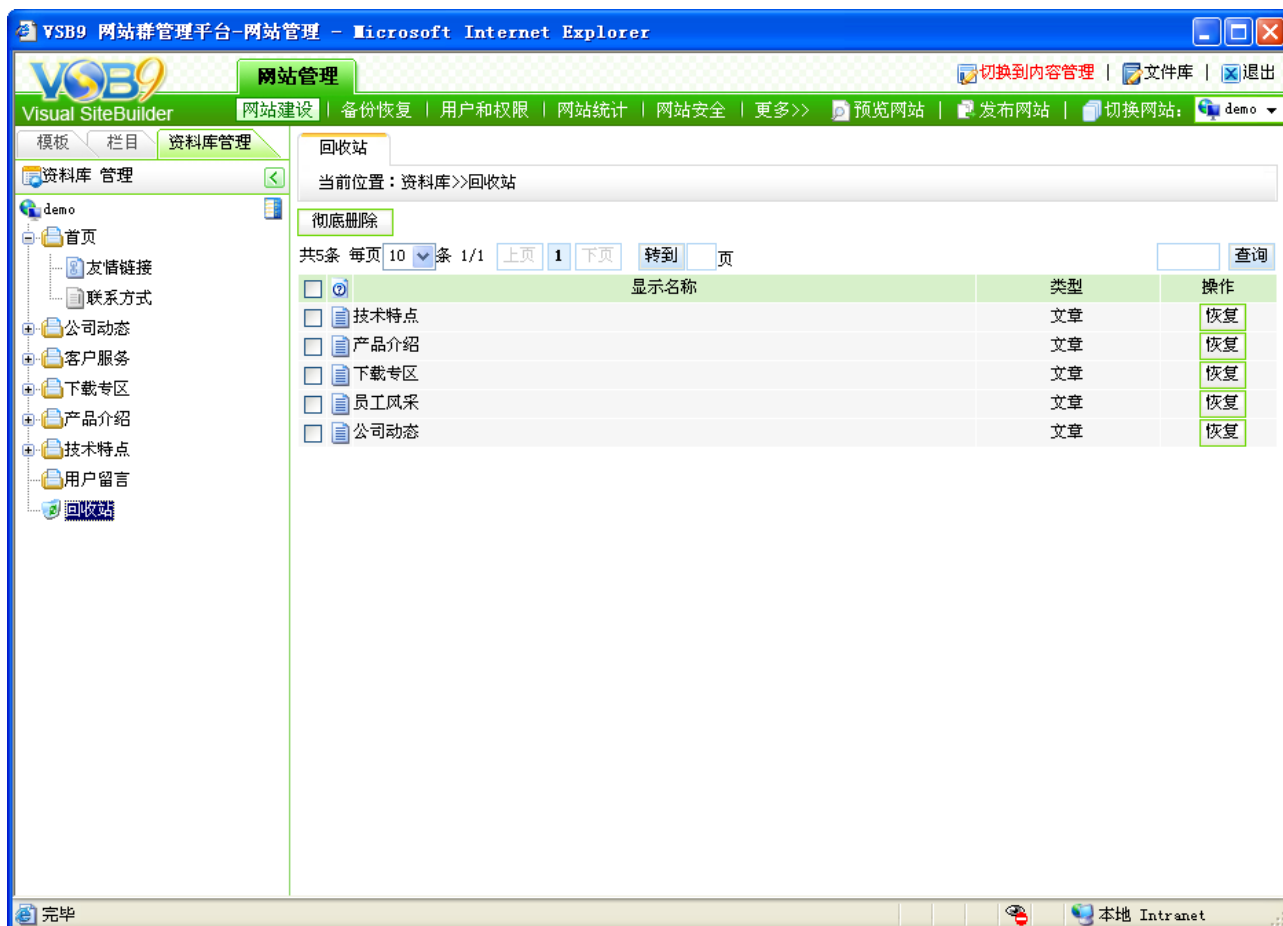 VSB9 网站群管理平台-网站管理 - Microsoft Internet Explorer
VSB9
Visual SiteBuilder
网站管理
切换到内容管理 | 文件库 | 退出
网站建设 | 备份恢复 | 用户和权限 | 网站统计 | 网站安全 | 更多>> 预览网站 | 发布网站 | 切换网站: demo
模板 栏目 资料库管理
资料库 管理
demo
首页
友情链接
联系方式
公司动态
客户服务
下载专区
产品介绍
技术特点
用户留言
回收站
回收站
当前位置：资料库>>回收站
彻底删除
共5条 每页 10 条 1/1 上页 1 下页 转到 页 查询
显示名称 类型 操作
技术特点 文章 恢复
产品介绍 文章 恢复
下载专区 文章 恢复
员工风采 文章 恢复
公司动态 文章 恢复
完毕 本地 Intranet